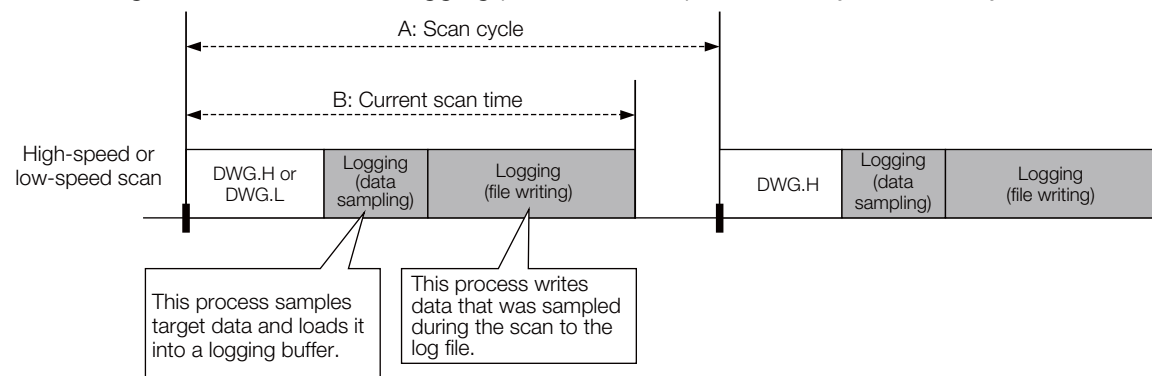 A: Scan cycle
B: Current scan time
High-speed or
low-speed scan
DWG.H or
DWG.L
Logging
(data
sampling)
Logging
(file writing)
DWG.H
Logging
(data
sampling)
Logging
(file writing)
This process samples
target data and loads it
into a logging buffer.
This process writes
data that was sampled
during the scan to the
log file.